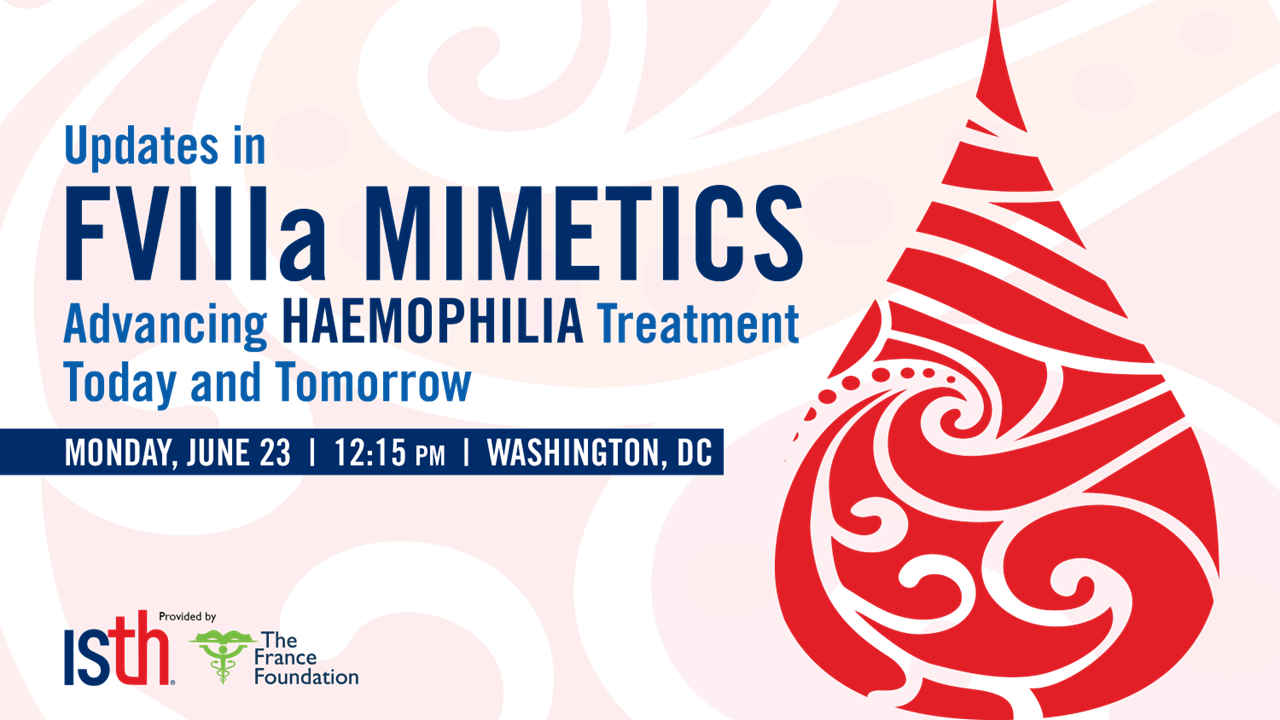 Updates in
FVIIIa MIMETICS
Advancing HAEMOPHILIA Treatment
Today and Tomorrow
MONDAY, JUNE 23 | 12:15 PM | WASHINGTON, DC
isth®
Provided by
The
France
Foundation